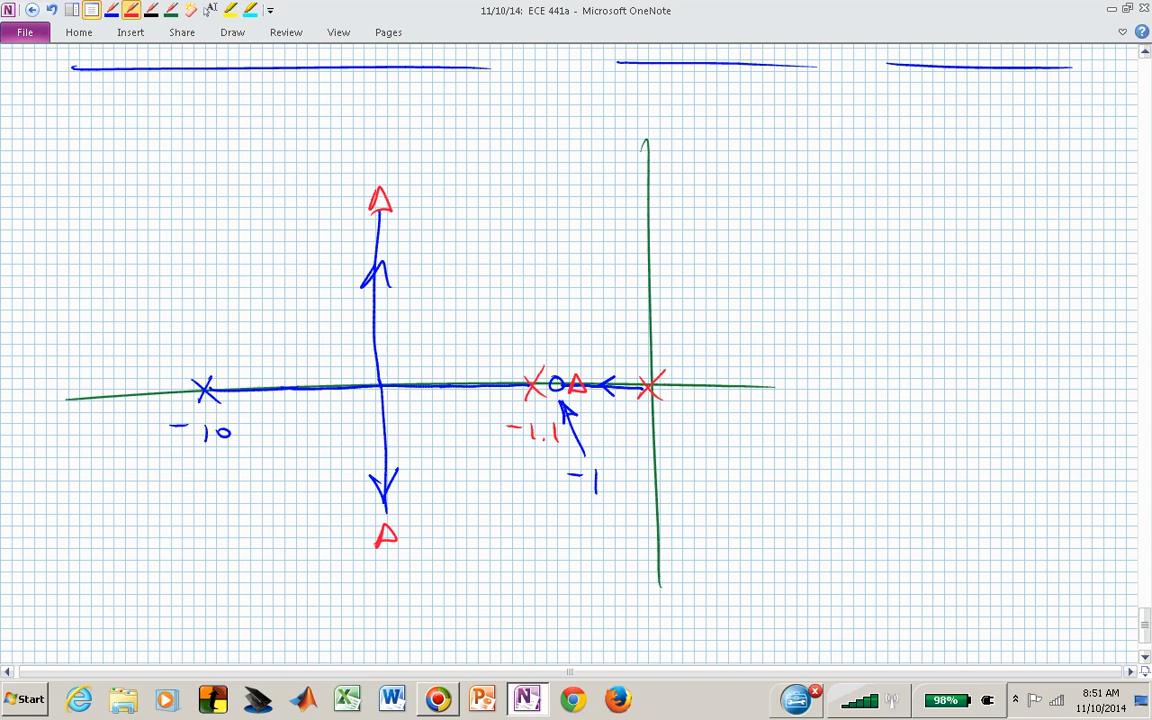 11/10/14: ECE 441a - Microsoft OneNote
File Home Insert Share Draw Review View Pages
-10
-1.1
-1
Start
98%
8:51 AM
11/10/2014